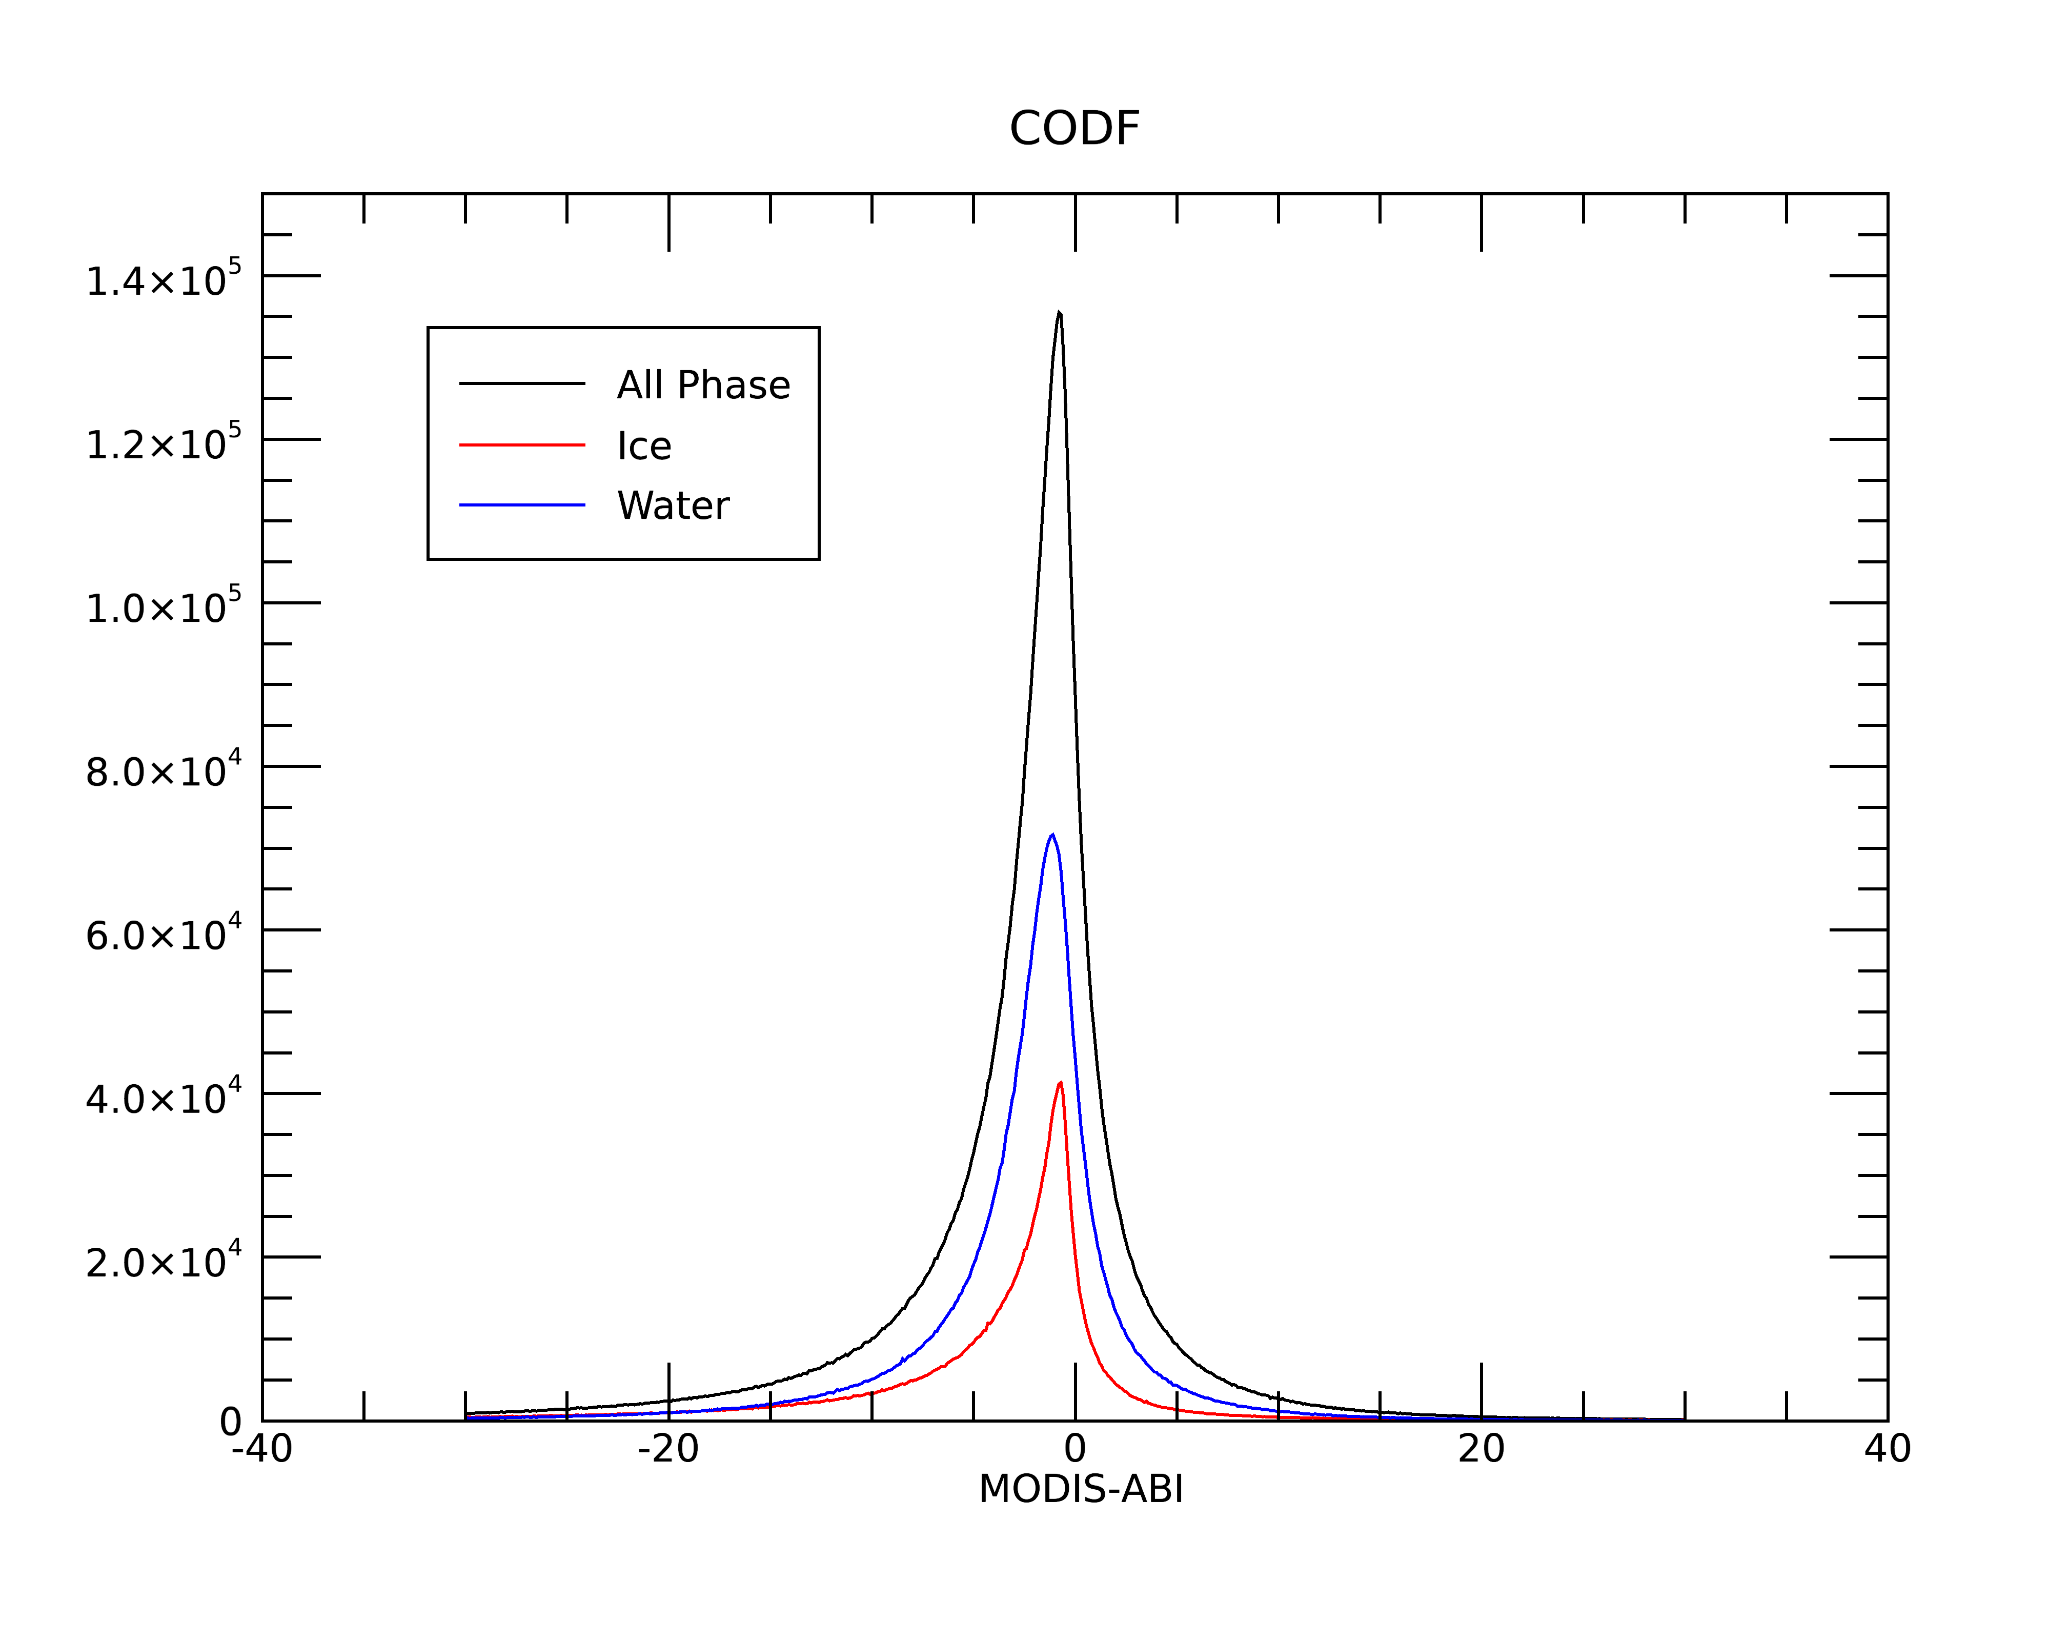 CODF
1.4×10⁵
1.2×10⁵
1.0×10⁵
8.0×10⁴
6.0×10⁴
4.0×10⁴
2.0×10⁴
0
All Phase
Ice
Water
-40 -20 0 20 40
MODIS-ABI